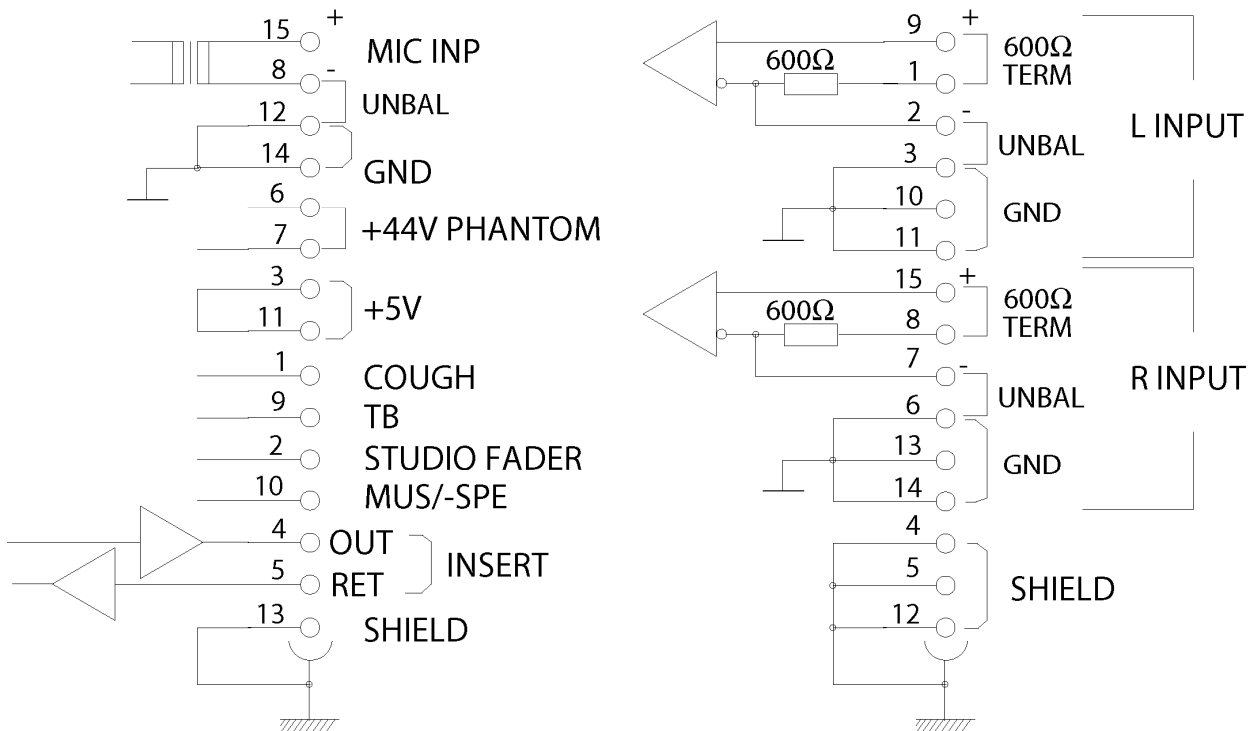 15 +
MIC INP
8 -
UNBAL
12
14
GND
6
+44V PHANTOM
7
3
+5V
11
1
COUGH
9
TB
2
STUDIO FADER
10
MUS/-SPE
4
OUT
INSERT
5
RET
13
SHIELD
9 +
600Ω
TERM
600Ω
1
2 -
UNBAL
3
10
GND
11
L INPUT
15 +
600Ω
TERM
600Ω
8
7 -
UNBAL
6
13
GND
14
R INPUT
4
5
SHIELD
12